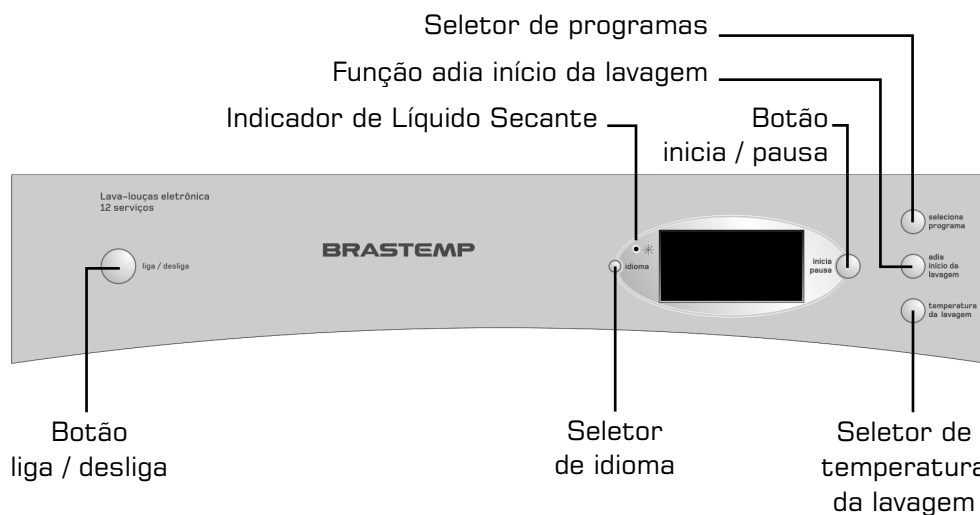 Seletor de programas
Função adia início da lavagem
Indicador de Líquido Secante
Botão
inicia / pausa
Lava-louças eletrônica
12 serviços
liga / desliga
BRASTEMP
idioma
inicia
pausa
seleciona
programa
adia
início da
lavagem
temperatura
da lavagem
Botão
liga / desliga
Seletor
de idioma
Seletor de
temperatura
da lavagem